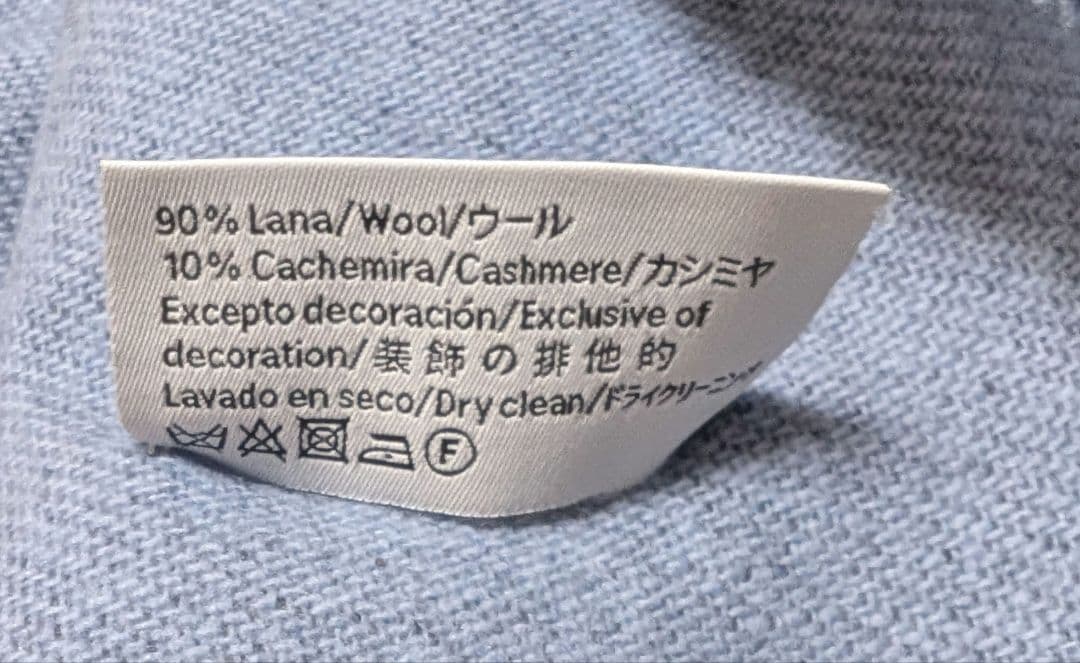 90% Lana/Wool/ウール
10% Cachemira/Cashmere/カシミヤ
Excepto decoración/Exclusive of
decoration/装飾の排他的
Lavado en seco/Dry clean/ドライクリーニング
F